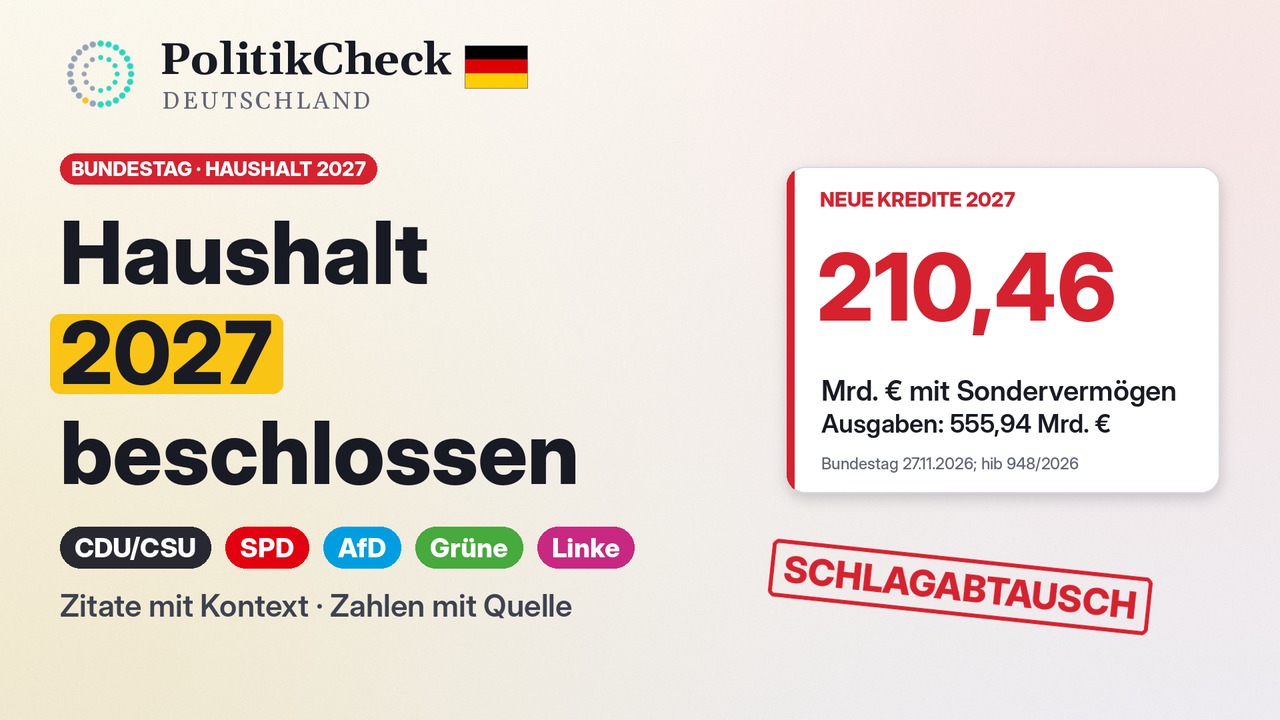 PolitikCheck
DEUTSCHLAND
BUNDESTAG · HAUSHALT 2027
Haushalt
2027
beschlossen
CDU/CSU SPD AfD Grüne Linke
Zitate mit Kontext · Zahlen mit Quelle
NEUE KREDITE 2027
210,46
Mrd. € mit Sondervermögen
Ausgaben: 555,94 Mrd. €
Bundestag 27.11.2026; hib 948/2026
SCHLAGABTAUSCH